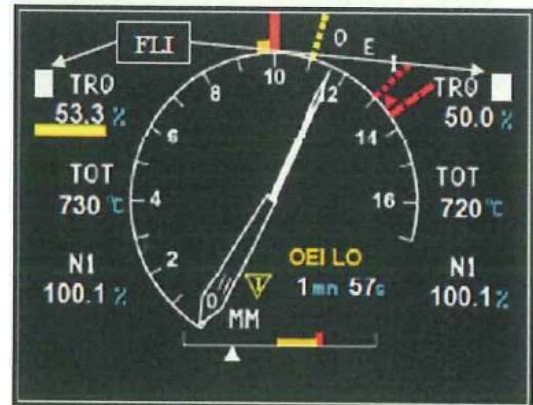 FLI
O
E
I
TRQ
53.3 %
TRQ
50.0 %
10
8
12
6
14
4
16
2
0
TOT
730 °C
TOT
720 °C
N1
100.1 %
N1
100.1 %
OEI LO
1 mn 57s
MM